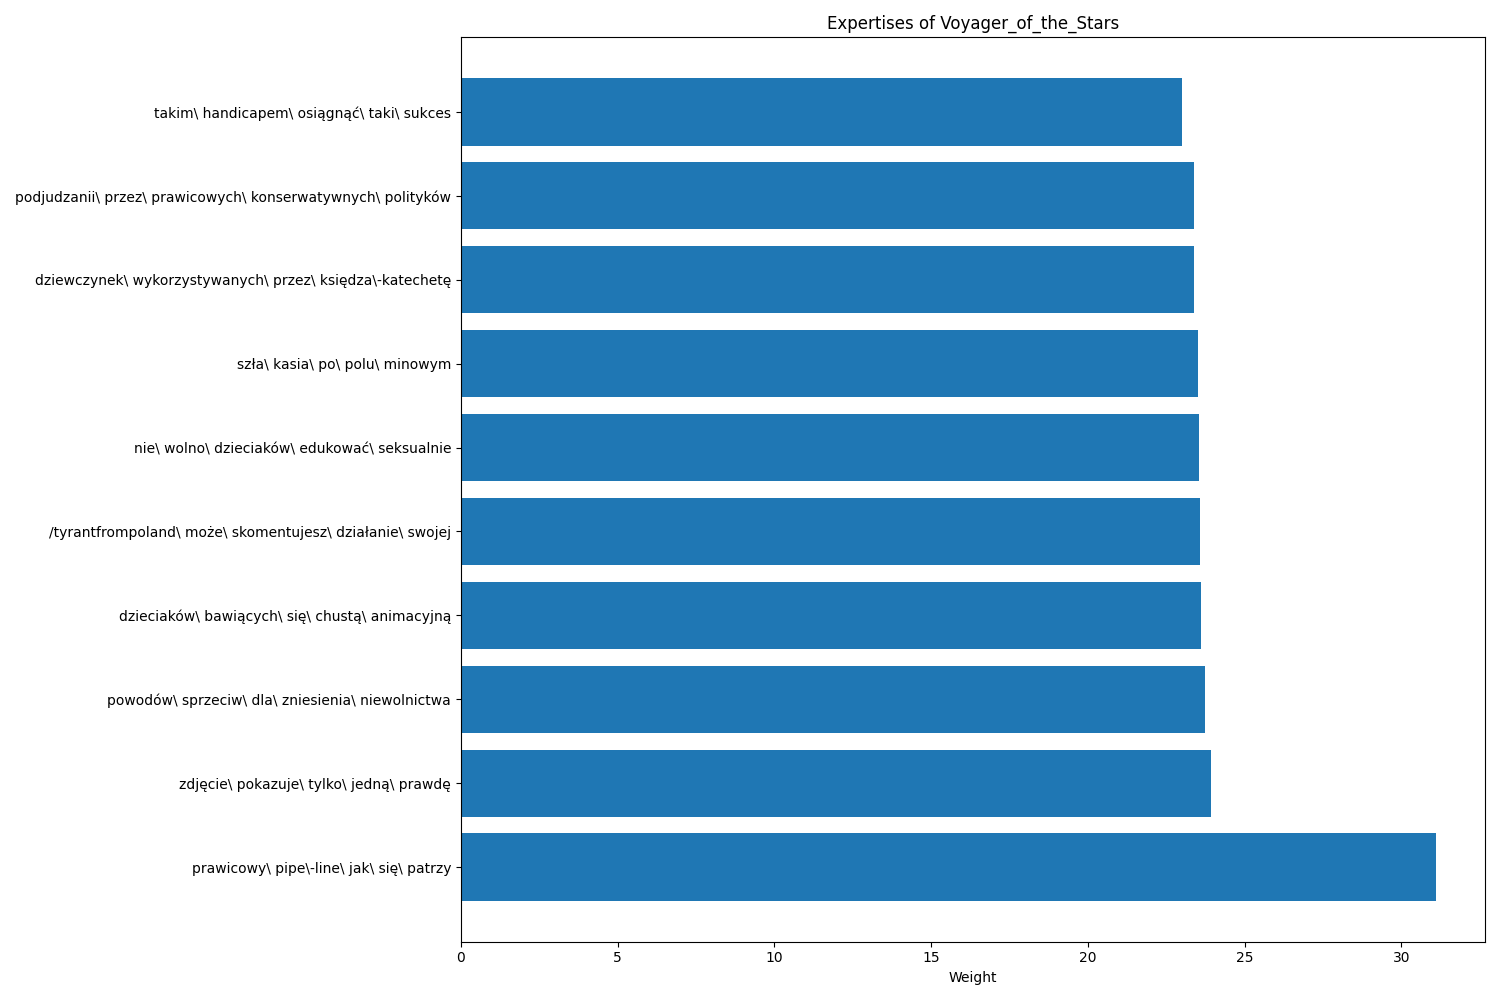 Expertises of Voyager_of_the_Stars
takim\ handicapem\ osiągnąć\ taki\ sukces
podjudzanii\ przez\ prawicowych\ konserwatywnych\ polityków
dziewczynek\ wykorzystywanych\ przez\ księdza\-katechetę
szła\ kasia\ po\ polu\ minowym
nie\ wolno\ dzieciaków\ edukować\ seksualnie
/tyrantfrompoland\ może\ skomentujesz\ działanie\ swojej
dzieciaków\ bawiących\ się\ chustą\ animacyjną
powodów\ sprzeciw\ dla\ zniesienia\ niewolnictwa
zdjęcie\ pokazuje\ tylko\ jedną\ prawdę
prawicowy\ pipe\-line\ jak\ się\ patrzy
0 5 10 15 20 25 30
Weight